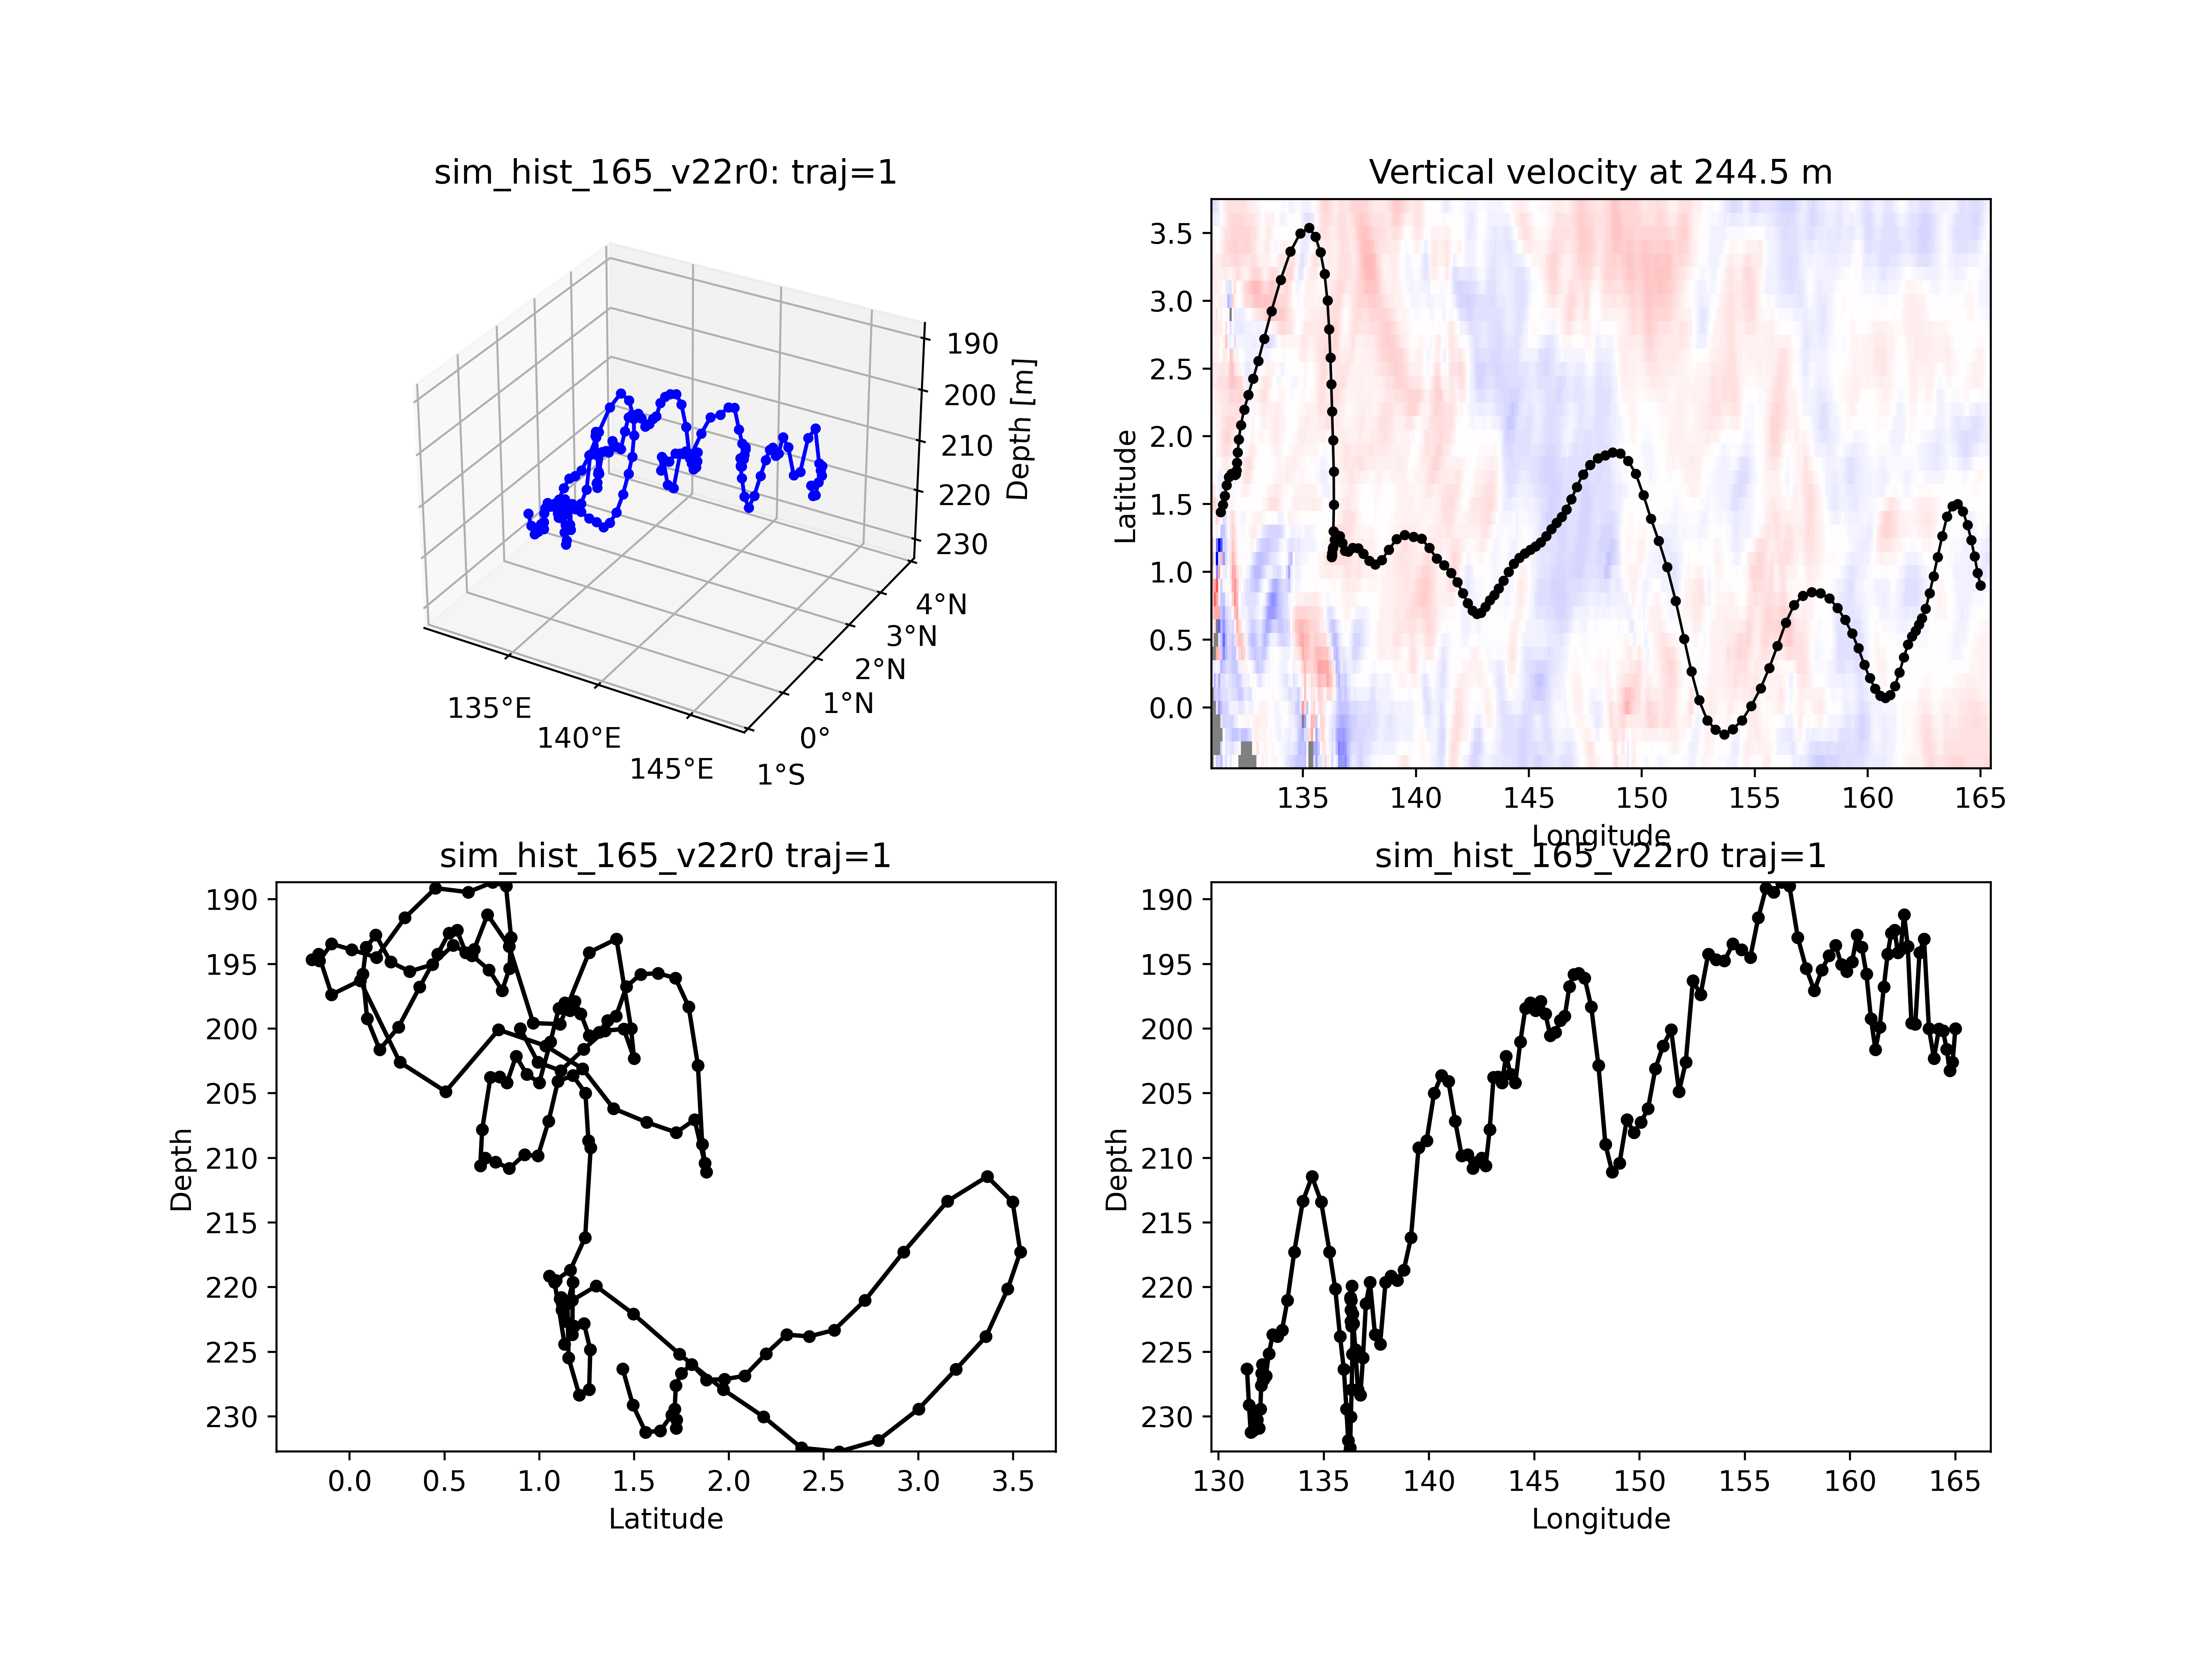 sim_hist_165_v22r0: traj=1
190
200
210
220
230
Depth [m]
4°N
3°N
2°N
1°N
0°
1°S
135°E
140°E
145°E
Vertical velocity at 244.5 m
3.5
3.0
2.5
2.0
1.5
1.0
0.5
0.0
Latitude
135 140 145 150 155 160 165
Longitude
sim_hist_165_v22r0 traj=1
190
195
200
205
210
215
220
225
230
Depth
0.0 0.5 1.0 1.5 2.0 2.5 3.0 3.5
Latitude
sim_hist_165_v22r0 traj=1
190
195
200
205
210
215
220
225
230
Depth
130 135 140 145 150 155 160 165
Longitude